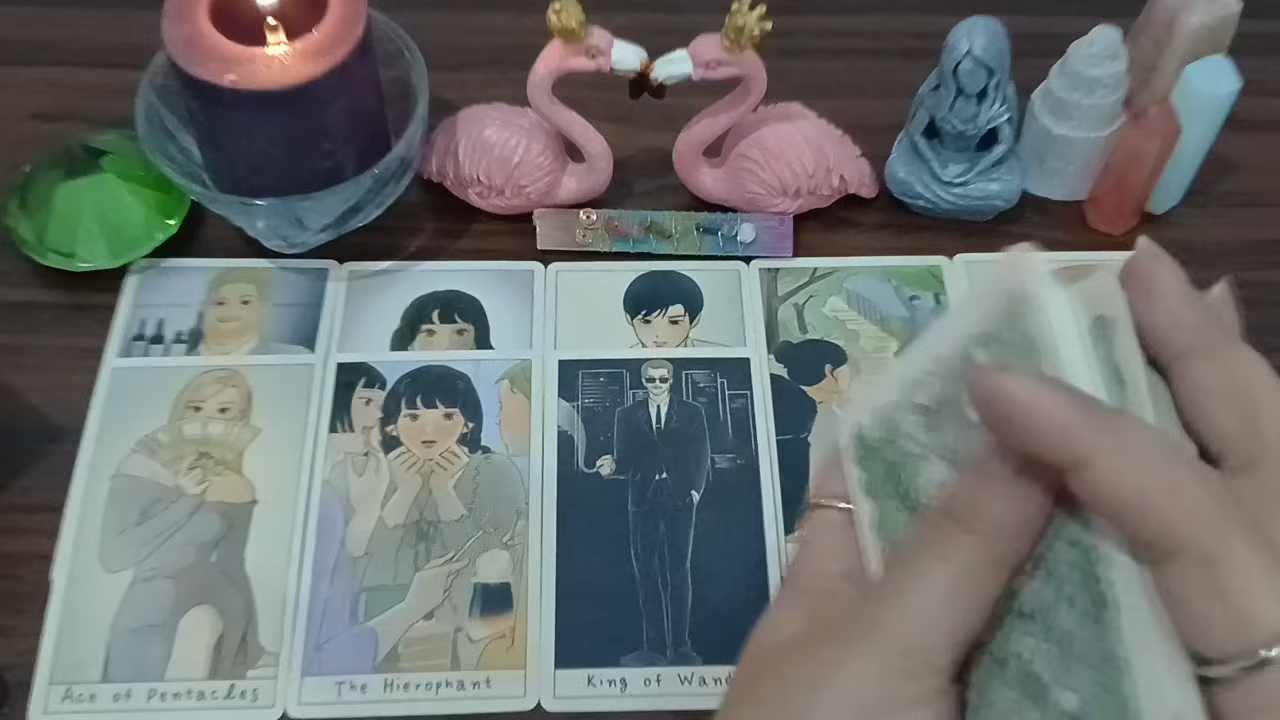 Ace of Pentacles
The Hierophant
King of Wand